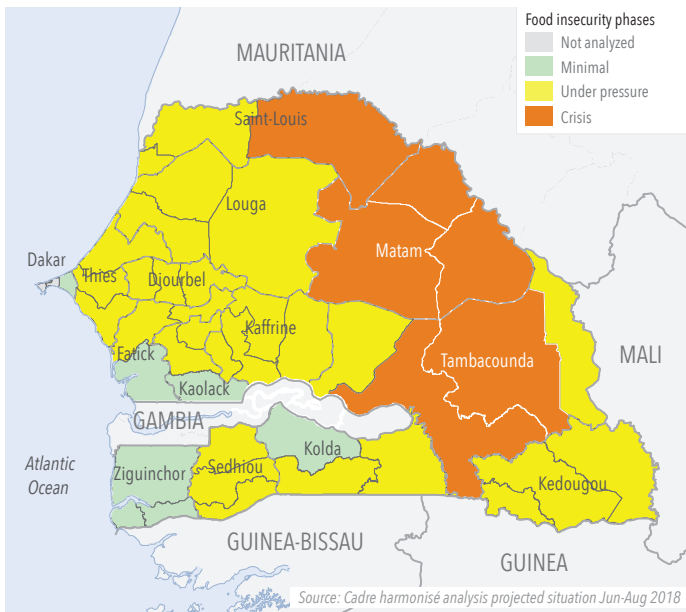 Food insecurity phases
Not analyzed
Minimal
Under pressure
Crisis
MAURITANIA
Saint-Louis
Louga
Dakar
Thies
Diourbel
Matam
Kaffrine
Fatick
Kaolack
Tambacounda
MALI
GAMBIA
Kolda
Atlantic
Ocean
Ziguinchor
Sedhiou
Kedougou
GUINEA-BISSAU
GUINEA
Source: Cadre harmonisé analysis projected situation Jun-Aug 2018